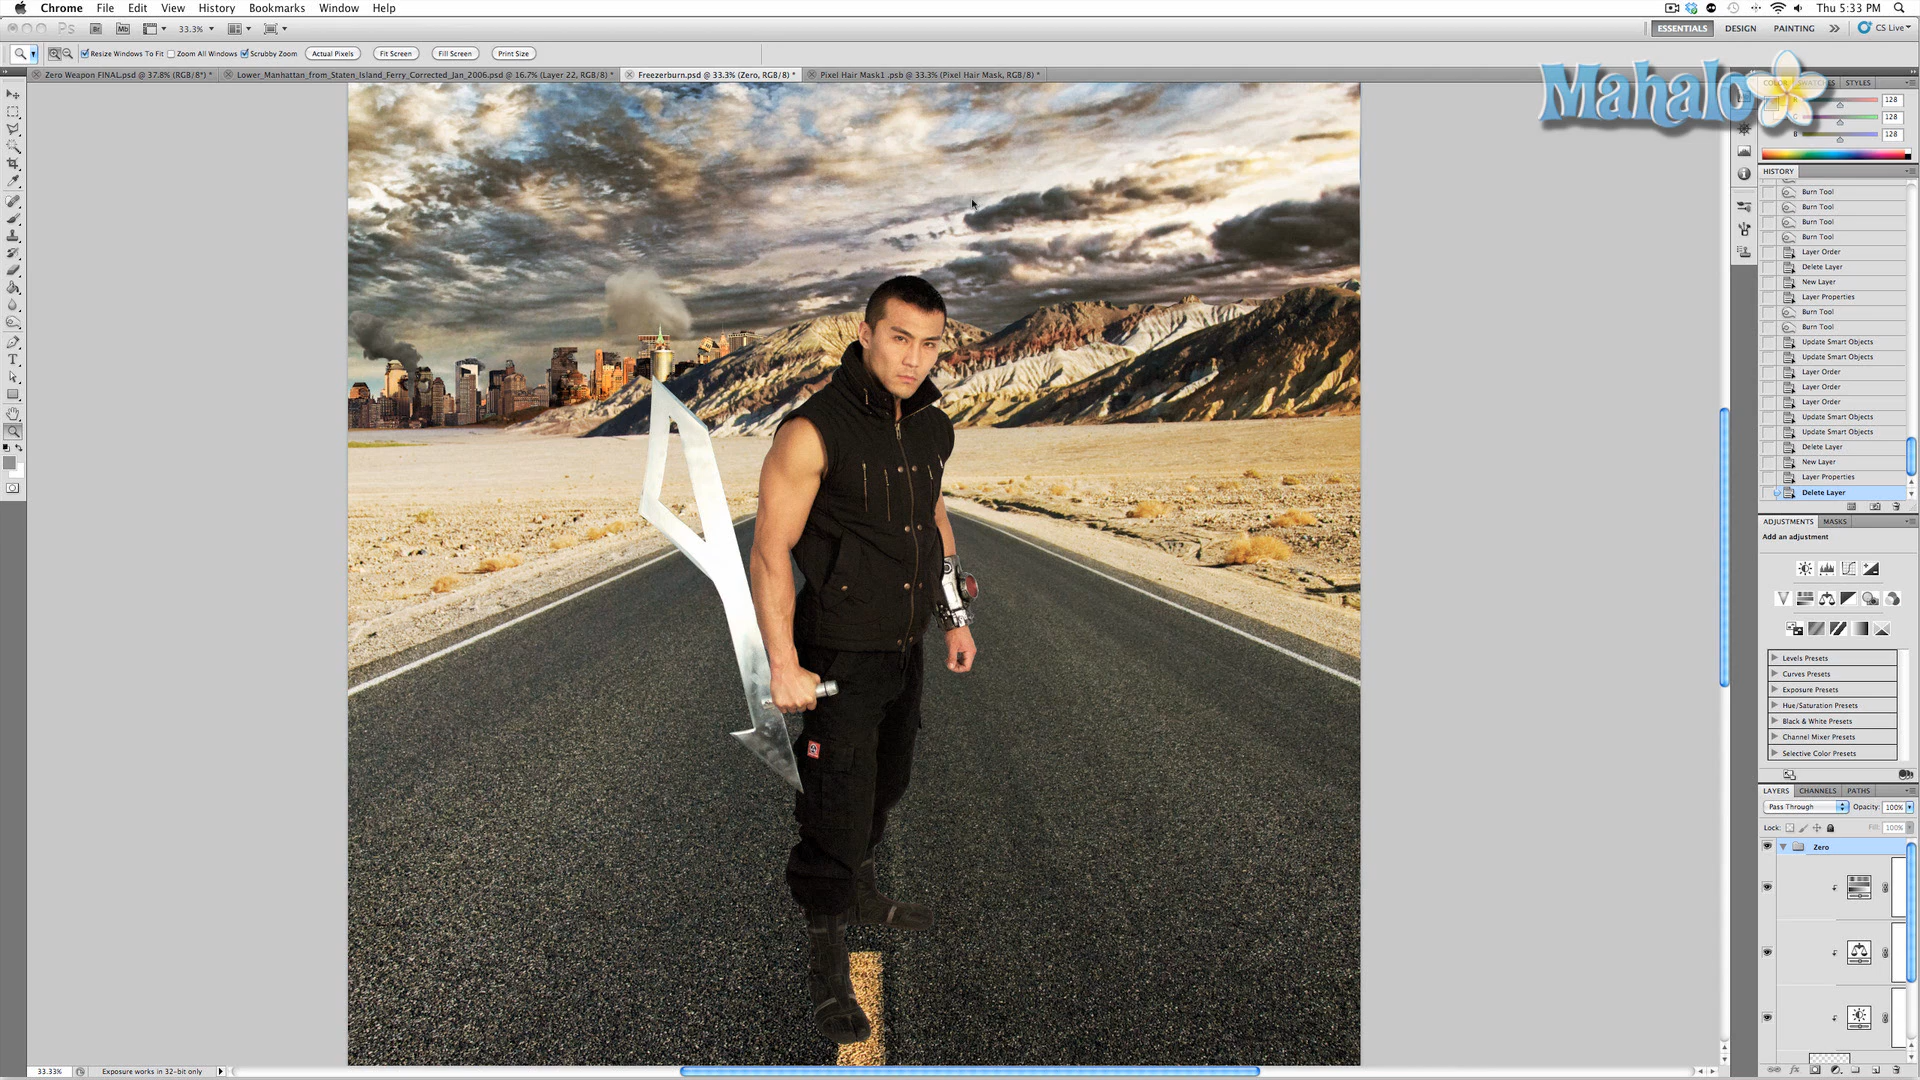 Chrome File Edit View History Bookmarks Window Help Thu 5:33 PM
Ps Br Mb 33.3% ESSENTIALS DESIGN PAINTING CS Live
Resize Windows To Fit Zoom All Windows Scrubby Zoom Actual Pixels Fit Screen Fill Screen Print Size
Zero Weapon FINAL.psd @ 37.8% (RGB/8*) * Lower_Manhattan_from_Staten_Island_Ferry_Corrected_Jan_2006.psd @ 16.7% (Layer 22, RGB/8) * Freezerburn.psd @ 33.3% (Zero, RGB/8) * Pixel Hair Mask1 .psb @ 33.3% (Pixel Hair Mask, RGB/8) *
Mahalo
COLOR SWATCHES STYLES
128
128
B 128
HISTORY
Burn Tool
Burn Tool
Burn Tool
Burn Tool
Layer Order
Delete Layer
New Layer
Layer Properties
Burn Tool
Burn Tool
Update Smart Objects
Update Smart Objects
Layer Order
Layer Order
Layer Order
Update Smart Objects
Update Smart Objects
Delete Layer
New Layer
Layer Properties
Delete Layer
ADJUSTMENTS MASKS
Add an adjustment
Levels Presets
Curves Presets
Exposure Presets
Hue/Saturation Presets
Black & White Presets
Channel Mixer Presets
Selective Color Presets
LAYERS CHANNELS PATHS
Pass Through Opacity: 100%
Lock: Fill: 100%
Zero
33.33% Exposure works in 32-bit only